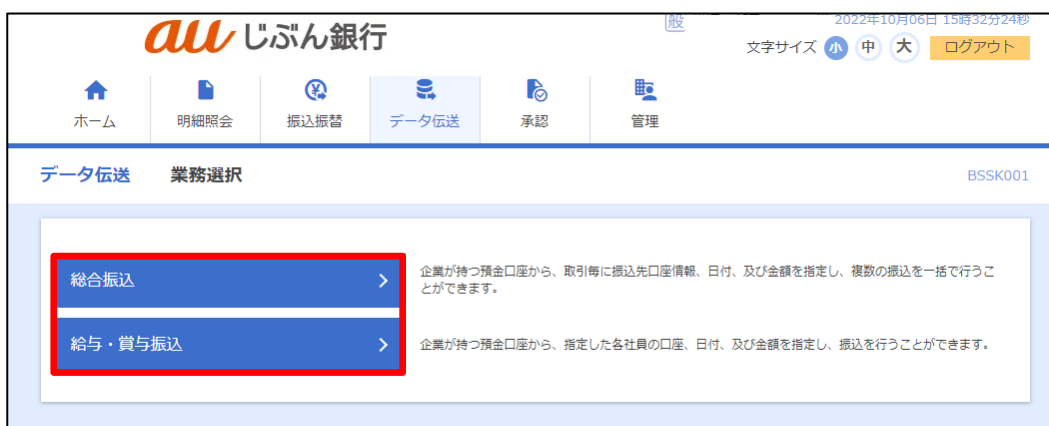 au じぶん銀行
般
2022年10月06日 15時32分24秒
文字サイズ 小 中 大 ログアウト
ホーム 明細照会 振込振替 データ伝送 承認 管理
データ伝送 業務選択 BSSK001
総合振込
企業が持つ預金口座から、取引毎に振込先口座情報、日付、及び金額を指定し、複数の振込を一括で行うこ
とができます。
給与・賞与振込
企業が持つ預金口座から、指定した各社員の口座、日付、及び金額を指定し、振込を行うことができます。